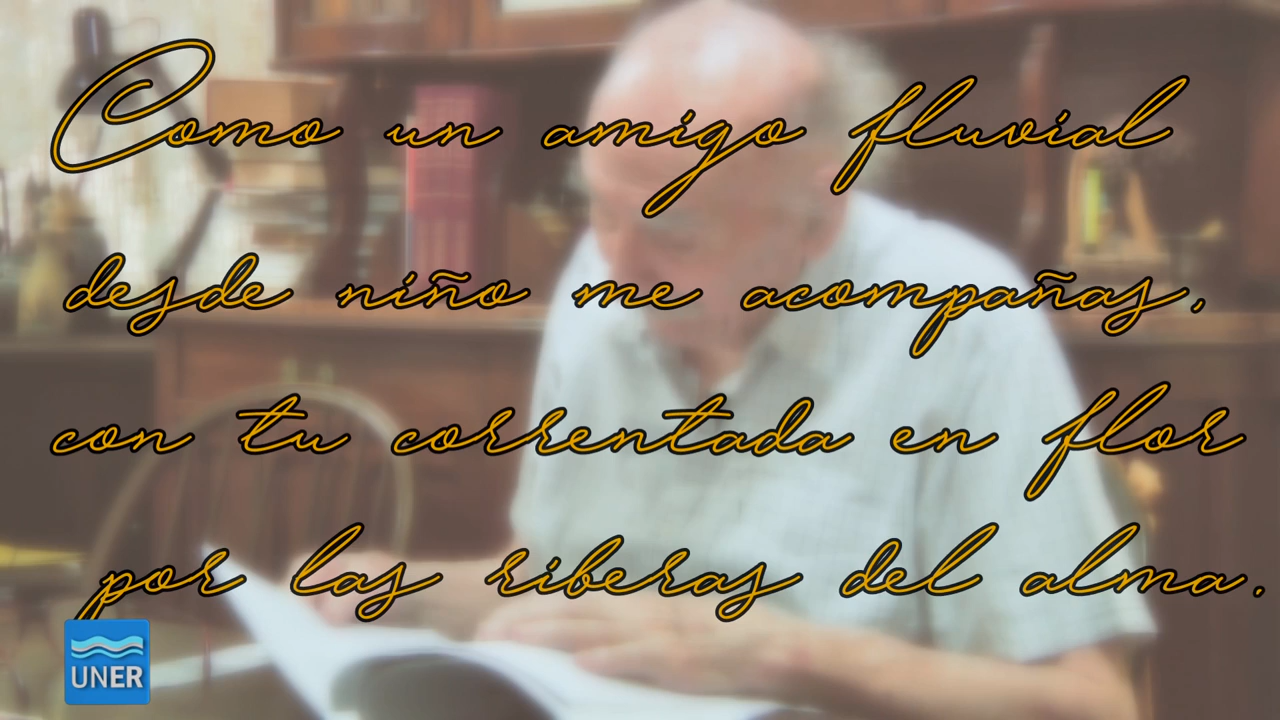 Como un amigo fluvial
desde niño me acompañas,
con tu correntada en flor
por las riberas del alma.
UNER